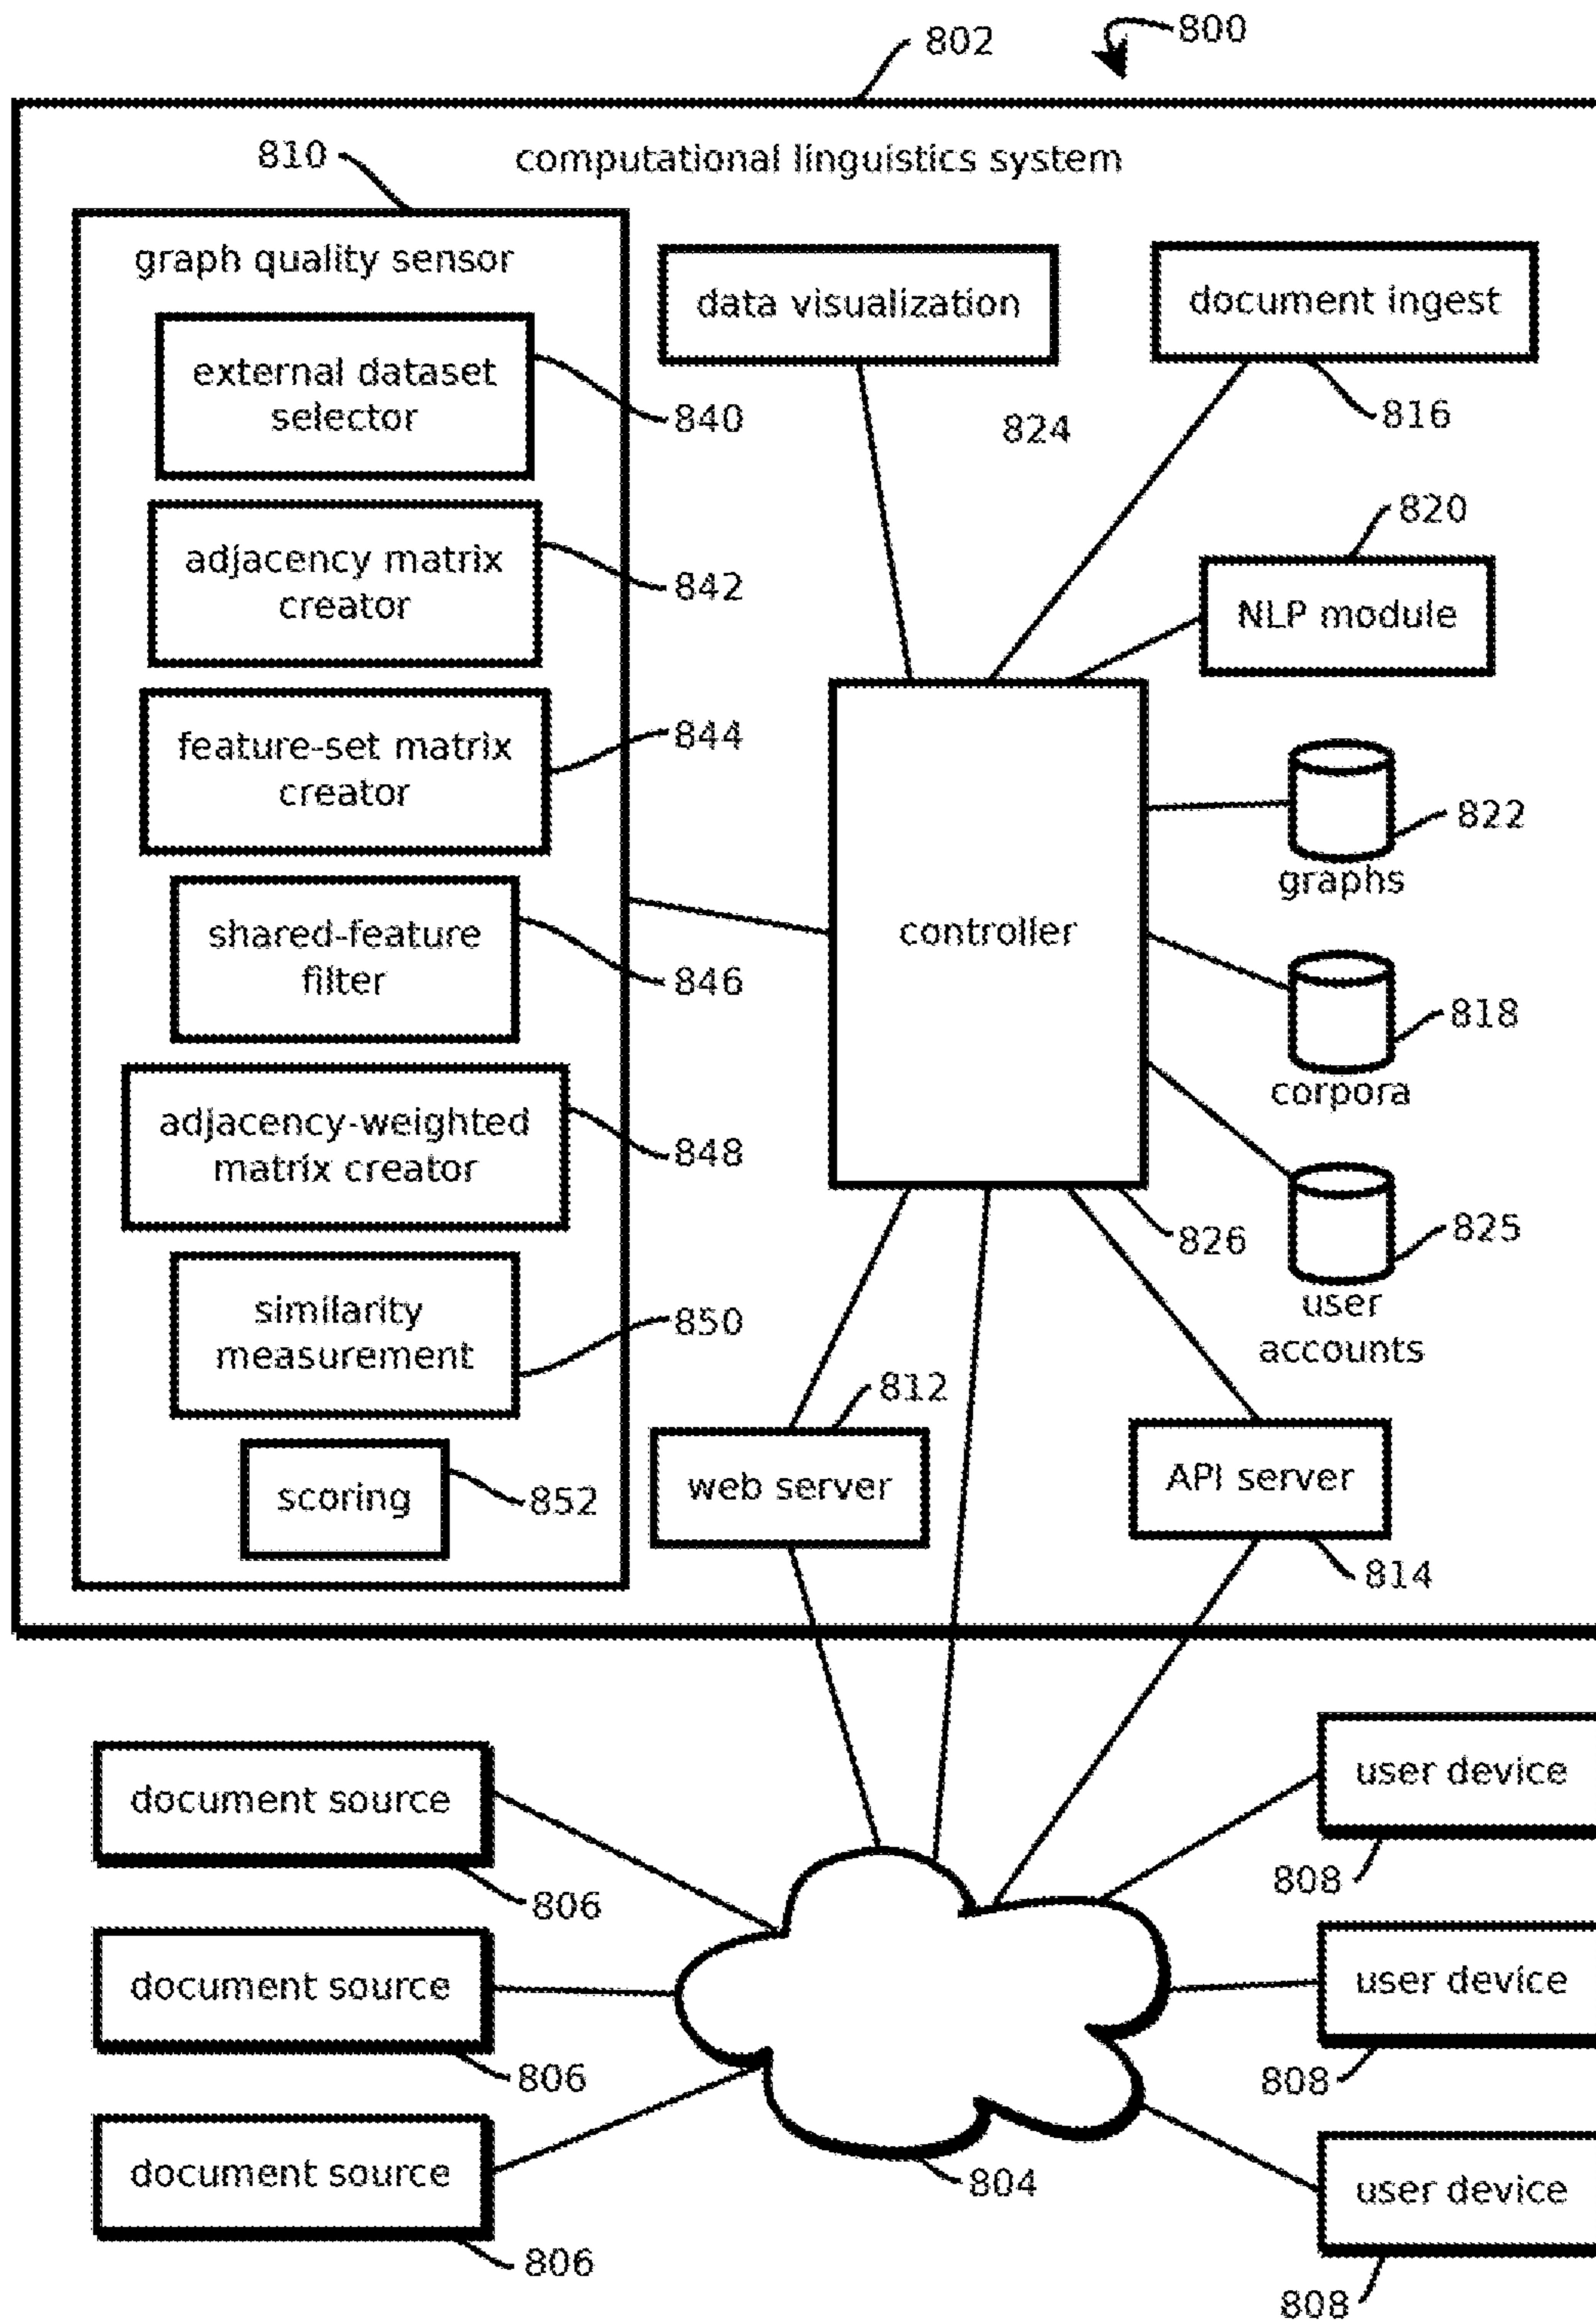 802
800
810
computational linguistics system
graph quality sensor
data visualization
document ingest
external dataset
selector
840
824
816
820
adjacency matrix
creator
842
NLP module
feature-set matrix
creator
844
822
graphs
shared-feature
filter
846
controller
818
corpora
adjacency-weighted
matrix creator
848
826
825
user
accounts
similarity
measurement
850
812
web server
API server
scoring
852
814
document source
user device
806
808
document source
user device
806
808
document source
user device
804
806
808